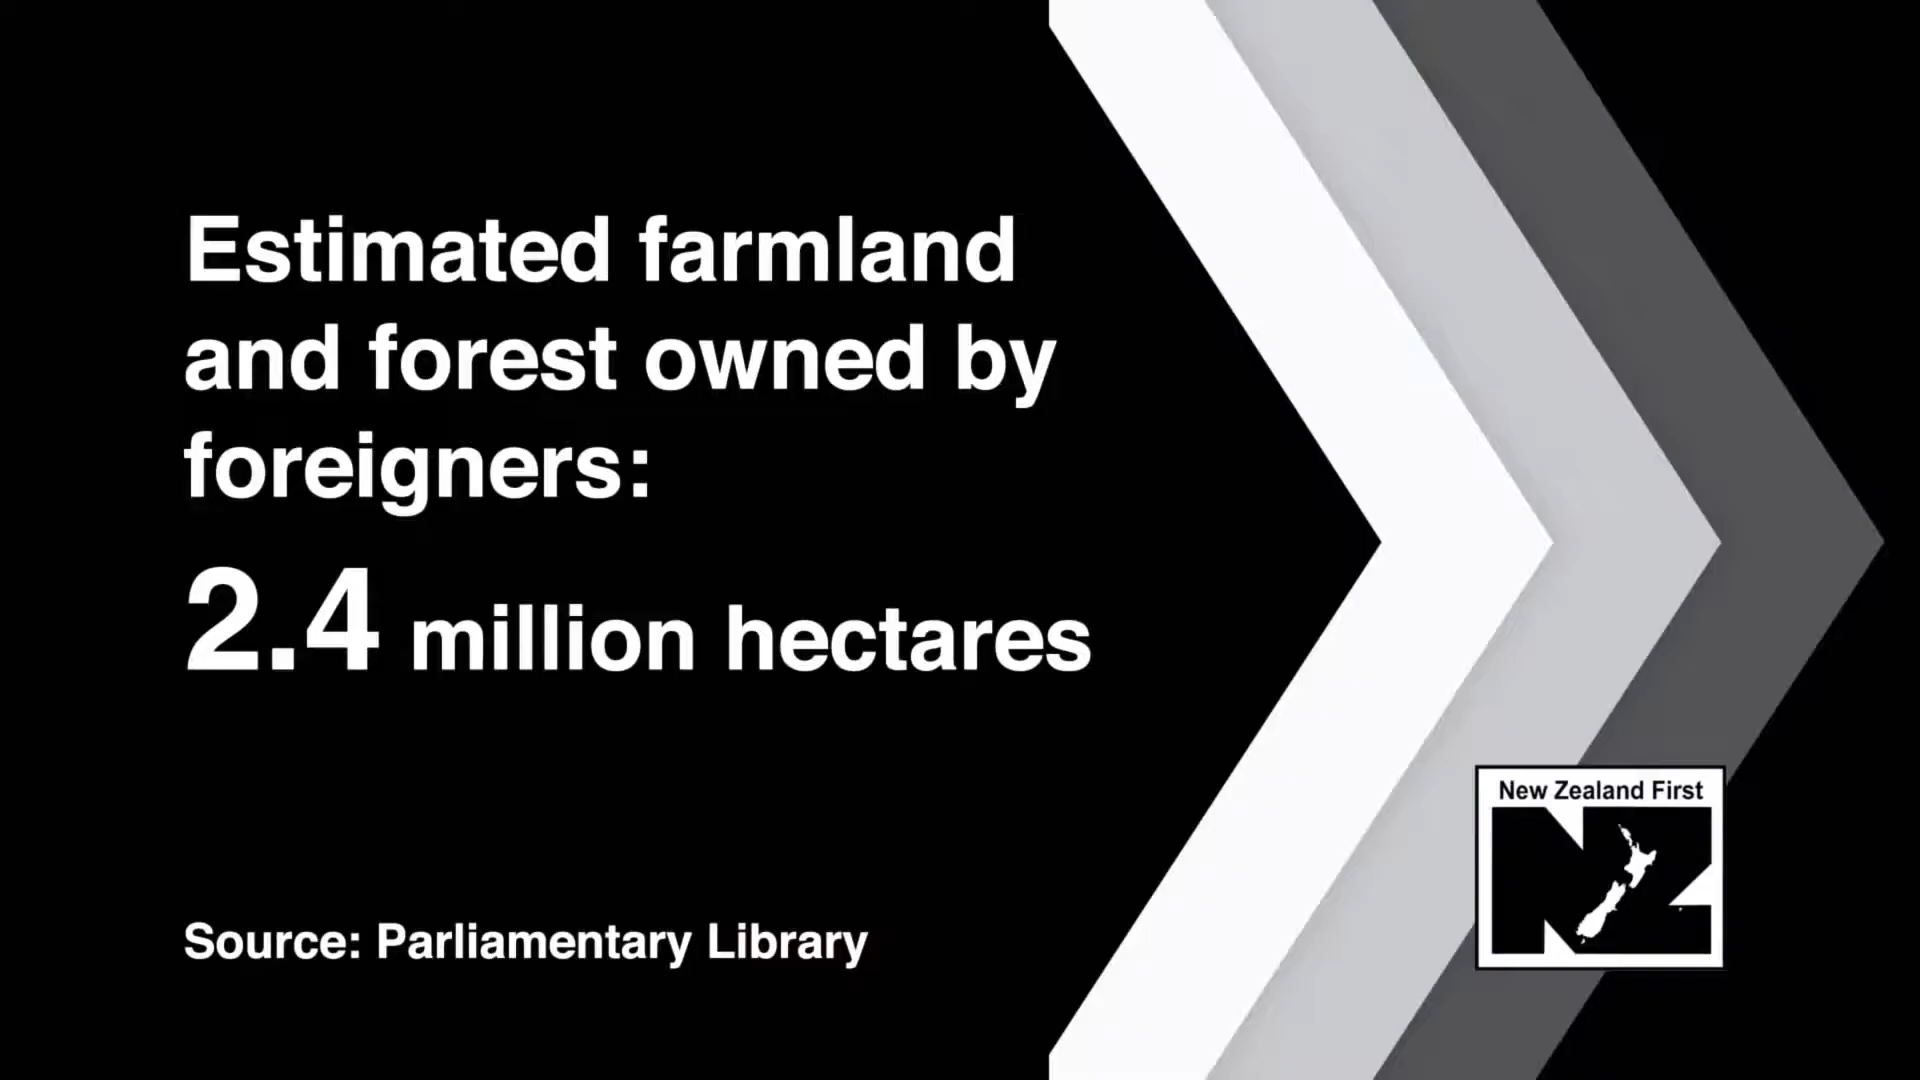 Estimated farmland
and forest owned by
foreigners:
2.4 million hectares
Source: Parliamentary Library
New Zealand First
NZ